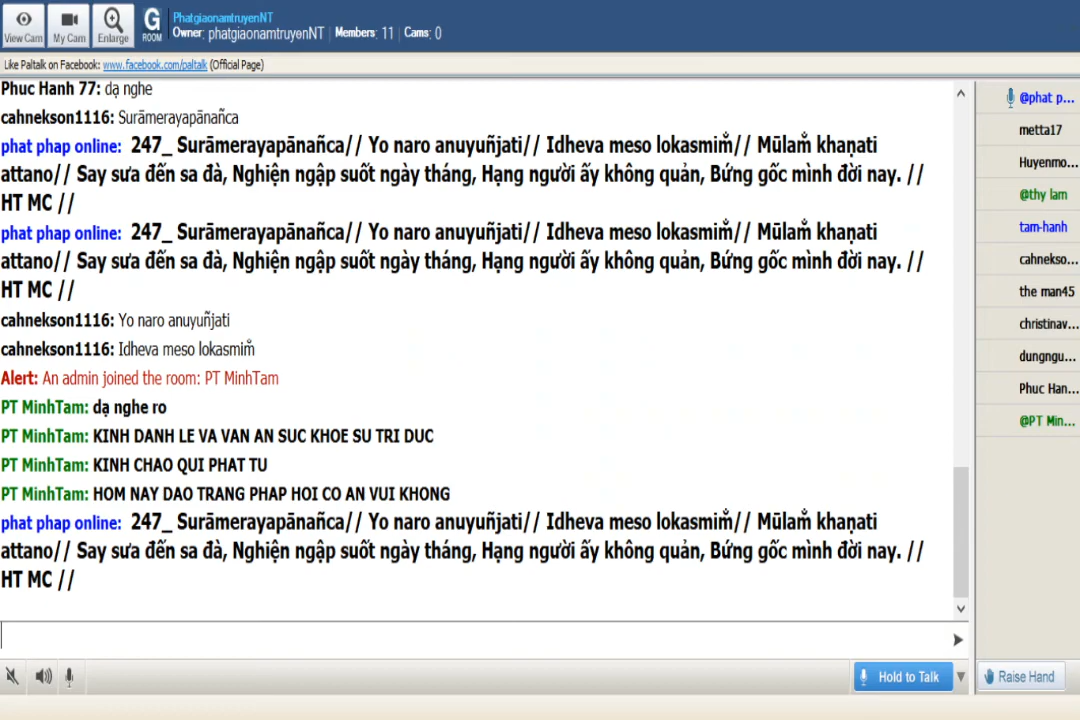 PhatgiaonamtruyenNT
Owner: phatgiaonamtruyenNT | Members: 11 | Cams: 0
View Cam My Cam Enlarge G ROOM
Like Paltalk on Facebook: www.facebook.com/paltalk (Official Page)
Phuc Hanh 77: dạ nghe
cahnekson1116: Surāmerayapānañca
phat phap online: 247_ Surāmerayapānañca// Yo naro anuyuñjati// Idheva meso lokasmiṁ// Mūlaṁ khaṇati
attano// Say sưa đến sa đà, Nghiện ngập suốt ngày tháng, Hạng người ấy không quản, Bứng gốc mình đời nay. //
HT MC //
phat phap online: 247_ Surāmerayapānañca// Yo naro anuyuñjati// Idheva meso lokasmiṁ// Mūlaṁ khaṇati
attano// Say sưa đến sa đà, Nghiện ngập suốt ngày tháng, Hạng người ấy không quản, Bứng gốc mình đời nay. //
HT MC //
cahnekson1116: Yo naro anuyuñjati
cahnekson1116: Idheva meso lokasmiṁ
Alert: An admin joined the room: PT MinhTam
PT MinhTam: dạ nghe ro
PT MinhTam: KINH DANH LE VA VAN AN SUC KHOE SU TRI DUC
PT MinhTam: KINH CHAO QUI PHAT TU
PT MinhTam: HOM NAY DAO TRANG PHAP HOI CO AN VUI KHONG
phat phap online: 247_ Surāmerayapānañca// Yo naro anuyuñjati// Idheva meso lokasmiṁ// Mūlaṁ khaṇati
attano// Say sưa đến sa đà, Nghiện ngập suốt ngày tháng, Hạng người ấy không quản, Bứng gốc mình đời nay. //
HT MC //
@phat p...
metta17
Huyenmo...
@thy lam
tam-hanh
cahnekso...
the man45
christinav...
dungngu...
Phuc Han...
@PT Min...
Hold to Talk
Raise Hand